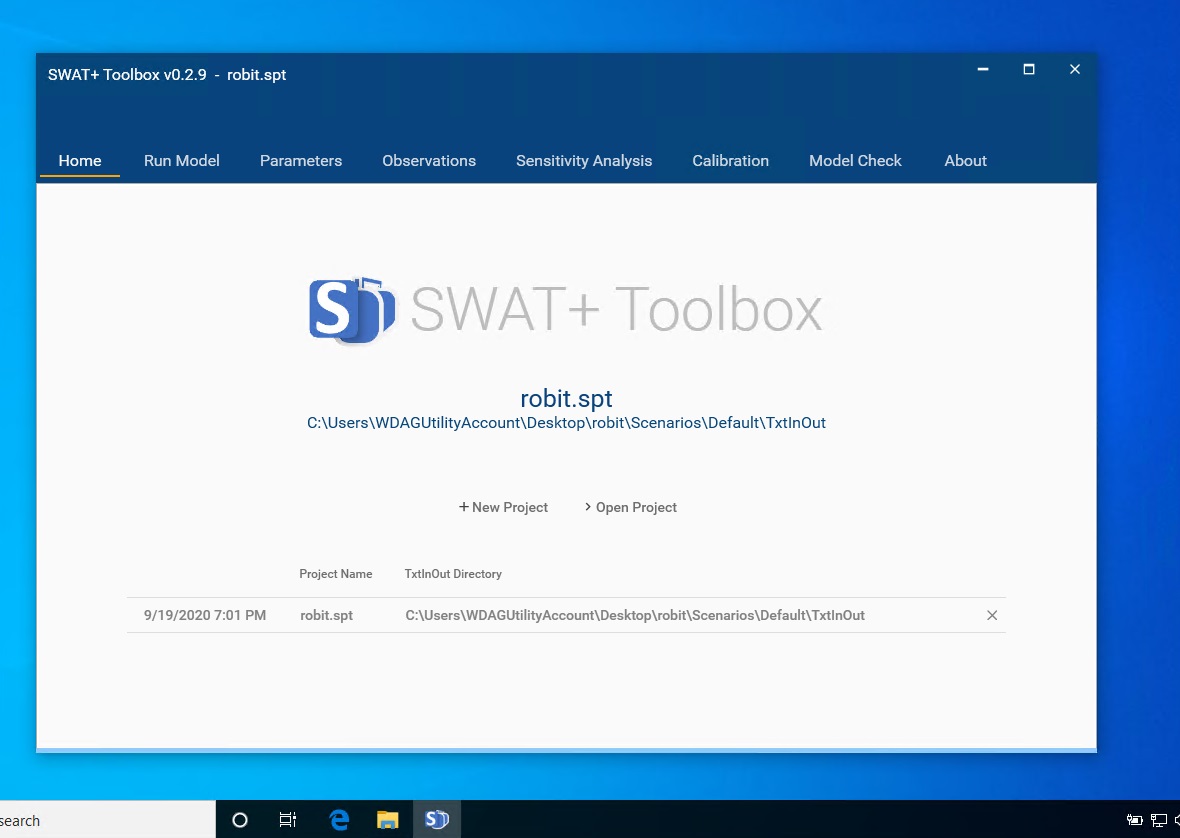 SWAT+ Toolbox v0.2.9 - robit.spt
Home Run Model Parameters Observations Sensitivity Analysis Calibration Model Check About
S SWAT+ Toolbox
robit.spt
C:\Users\WDAGUtilityAccount\Desktop\robit\Scenarios\Default\TxtInOut
+ New Project > Open Project
Project Name TxtInOut Directory
9/19/2020 7:01 PM robit.spt C:\Users\WDAGUtilityAccount\Desktop\robit\Scenarios\Default\TxtInOut
search